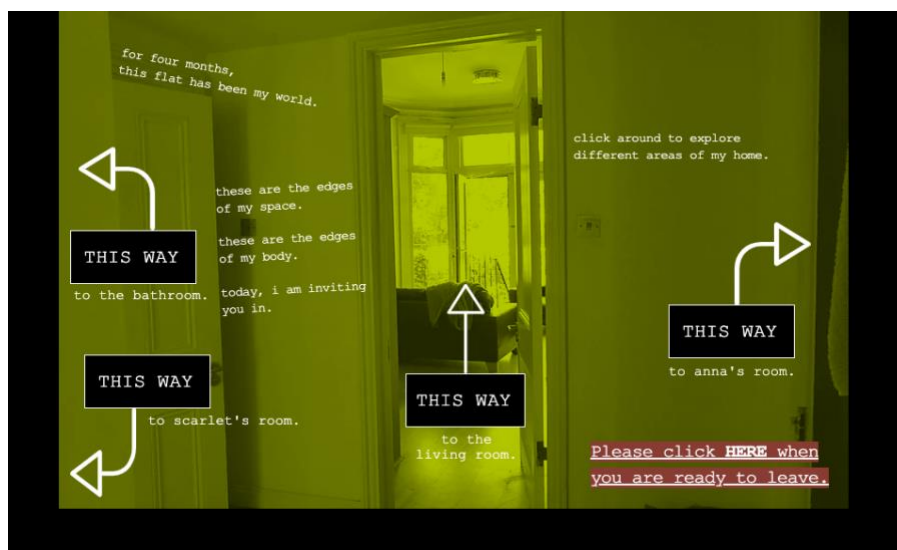 for four months,
this flat has been my world.
click around to explore
different areas of my home.
these are the edges
of my space.
these are the edges
of my body.
today, i am inviting
you in.
THIS WAY
to the bathroom.
THIS WAY
to anna's room.
THIS WAY
to scarlet's room.
THIS WAY
to the
living room.
Please click HERE when
you are ready to leave.